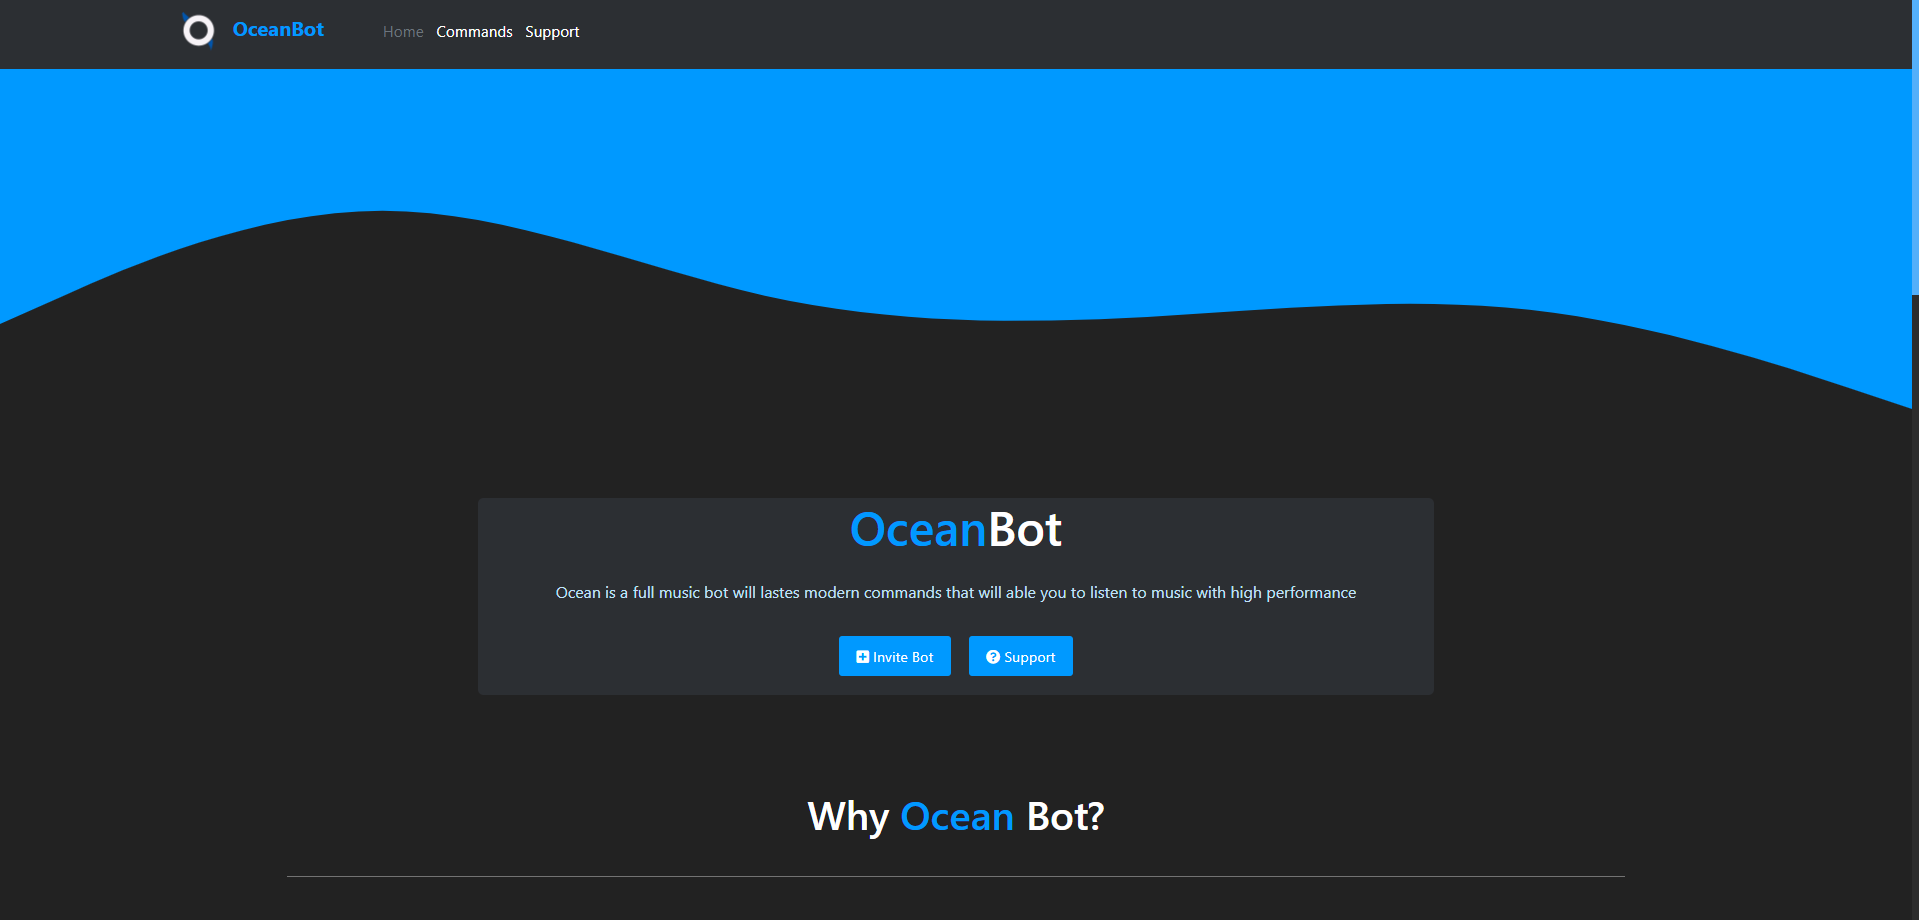 OceanBot
Home Commands Support
OceanBot
Ocean is a full music bot will lastes modern commands that will able you to listen to music with high performance
Invite Bot
Support
Why Ocean Bot?